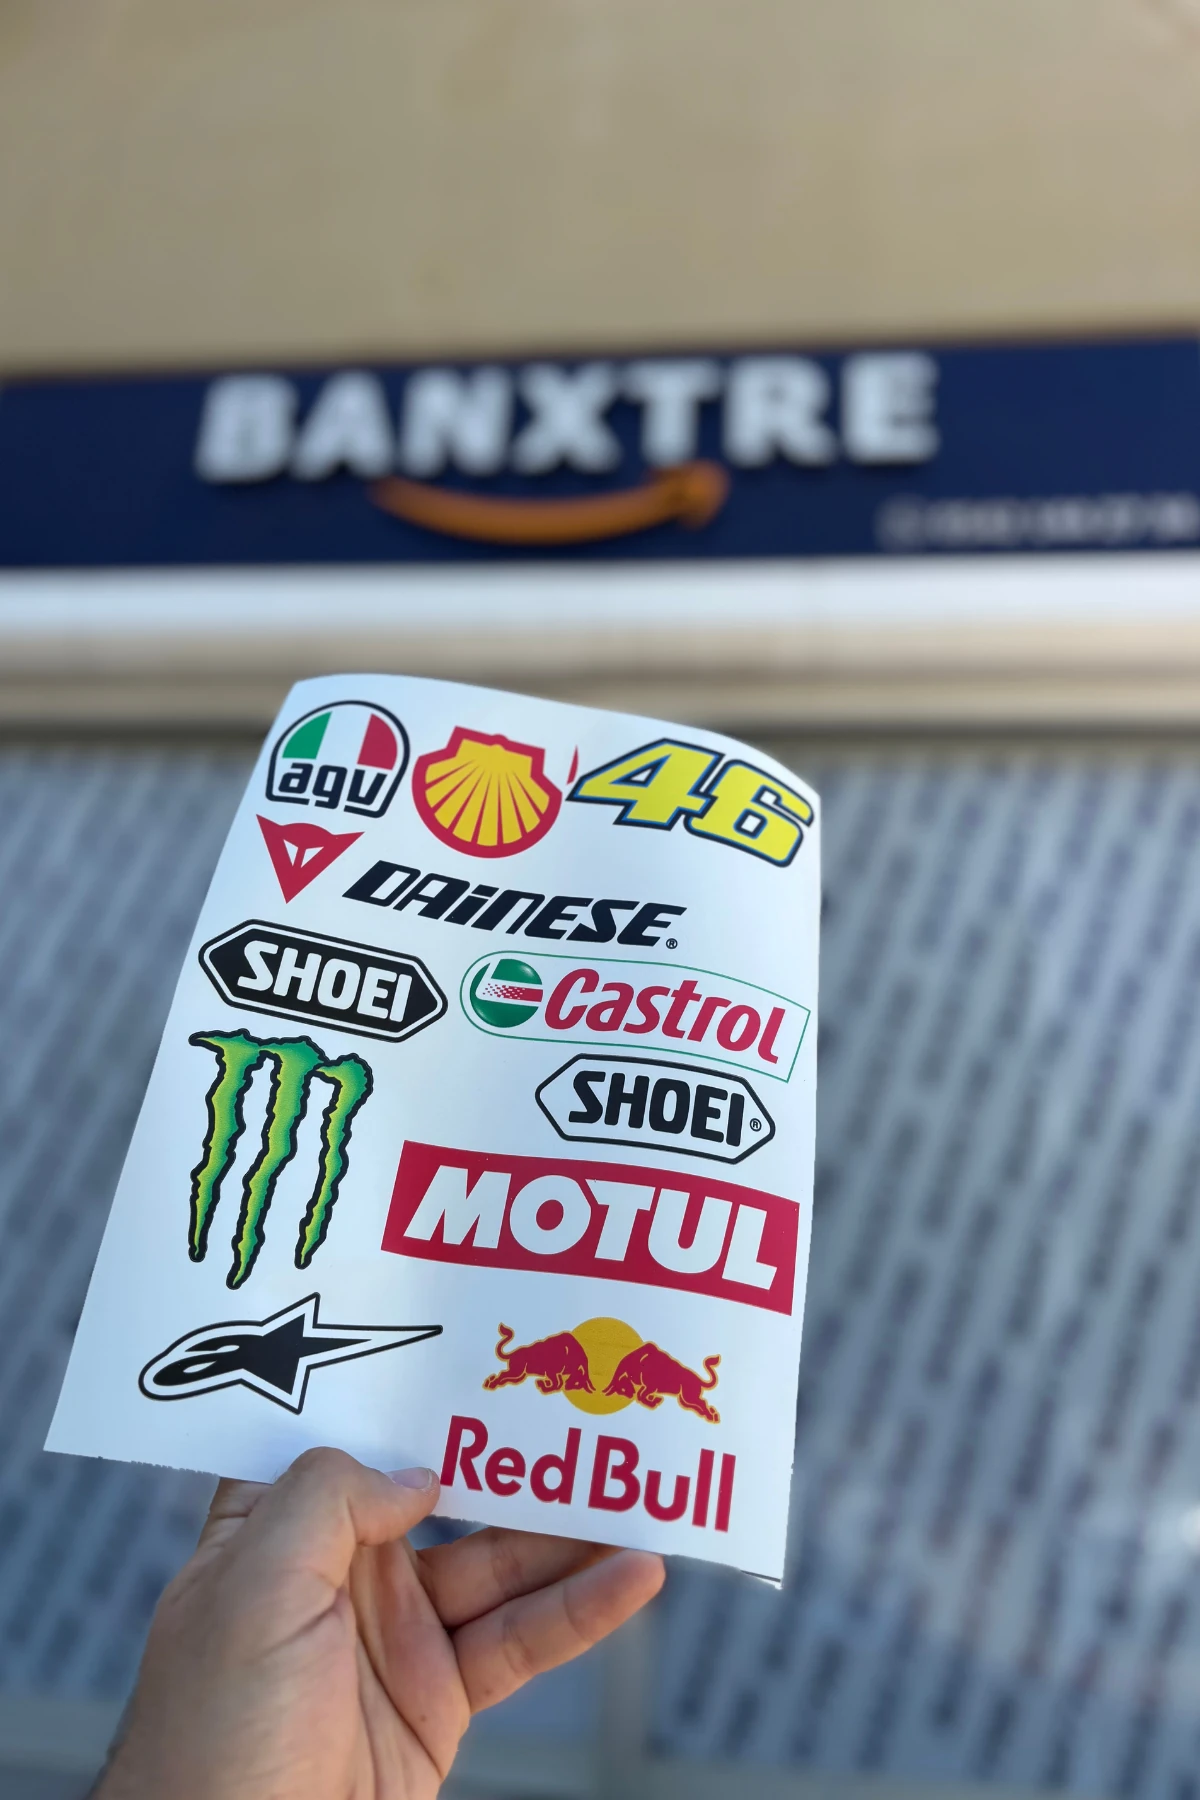 BANXTRE
agv
46
DAINESE®
SHOEI
Castrol
SHOEI®
MOTUL
a
Red Bull